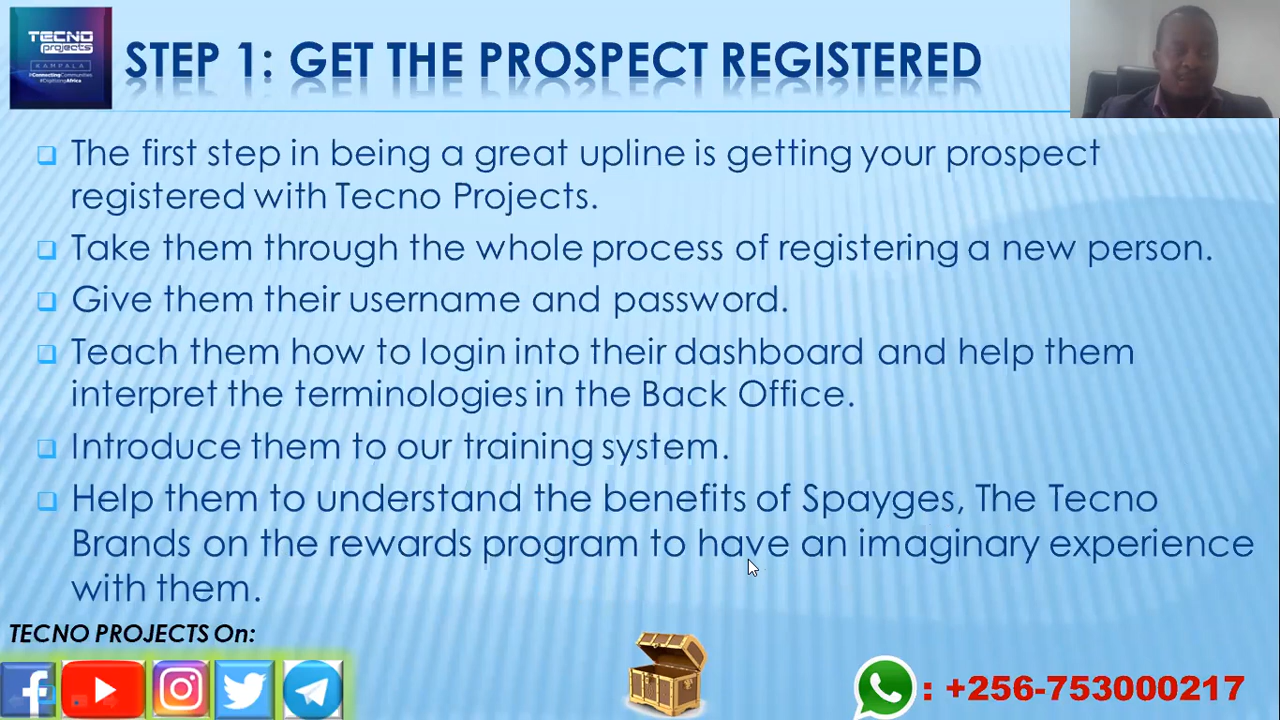 TECNO
projects
KAMPALA
#ConnectingCommunities
#DigitizingAfrica
STEP 1: GET THE PROSPECT REGISTERED
The first step in being a great upline is getting your prospect
registered with Tecno Projects.
Take them through the whole process of registering a new person.
Give them their username and password.
Teach them how to login into their dashboard and help them
interpret the terminologies in the Back Office.
Introduce them to our training system.
Help them to understand the benefits of Spayges, The Tecno
Brands on the rewards program to have an imaginary experience
with them.
TECNO PROJECTS On:
: +256-753000217